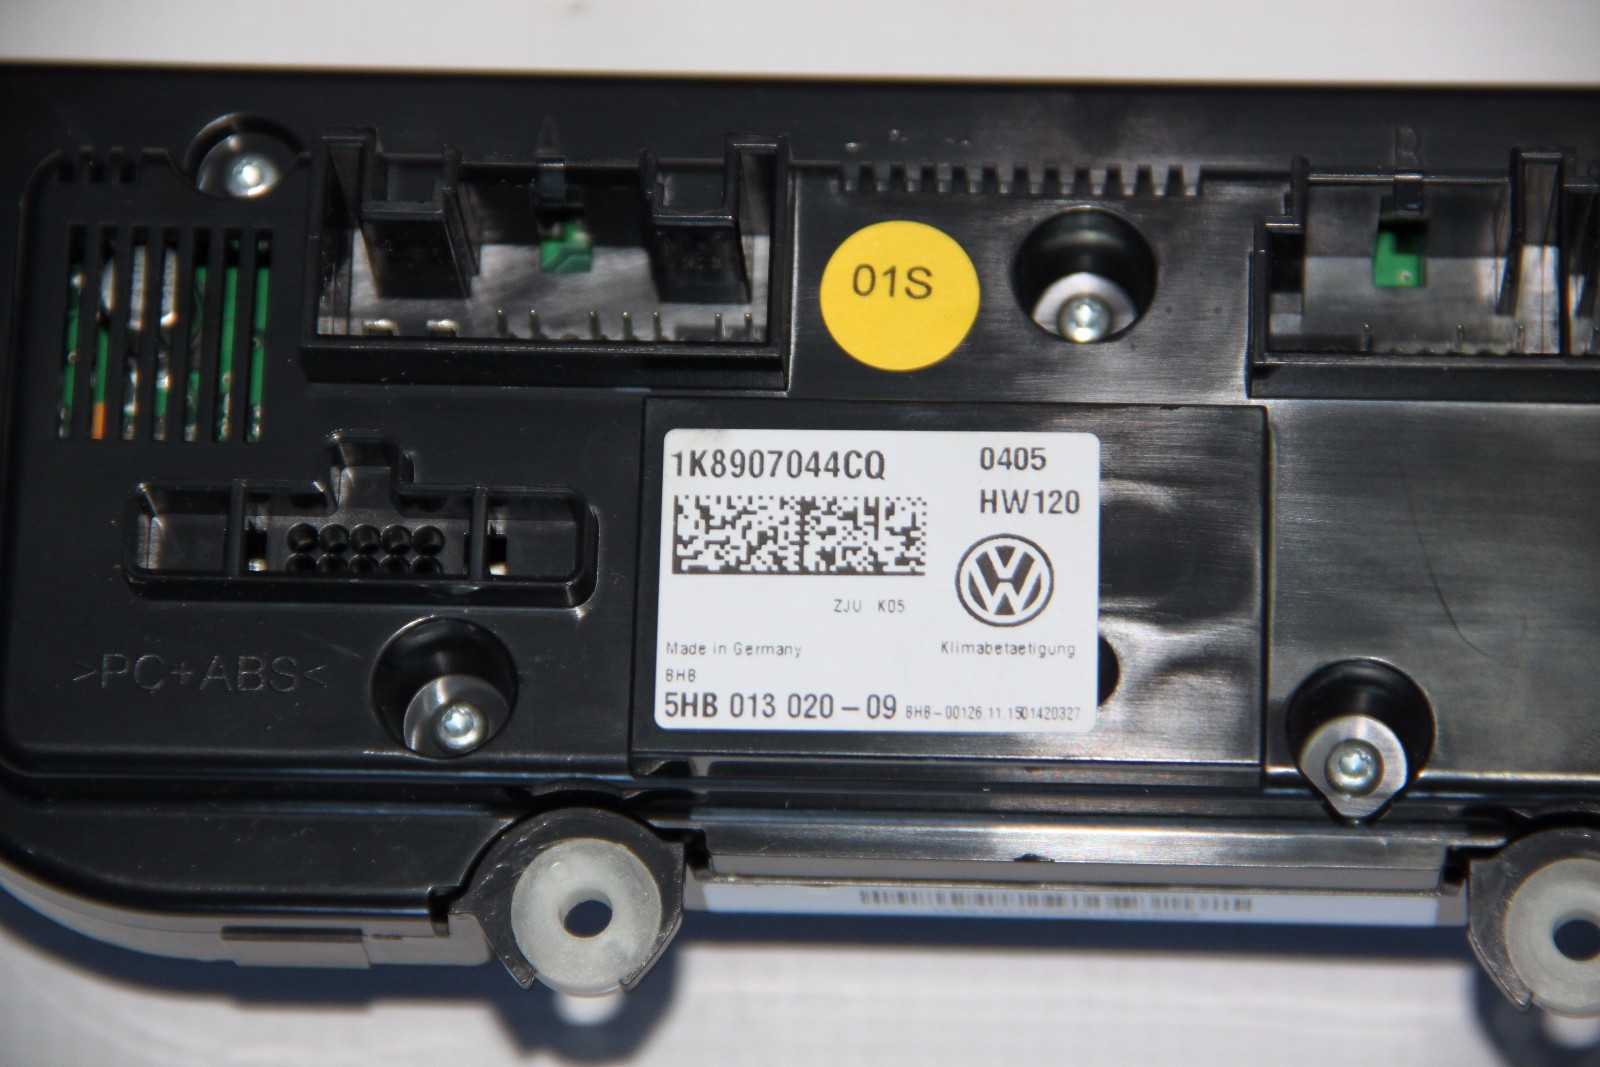 A
B
01S
1K8907044CQ 0405
HW120
ZJU K05
Made in Germany Klimabetaetigung
BHB
5HB 013 020-09 BHB-00126.11.1501420327
>PC+ABS<